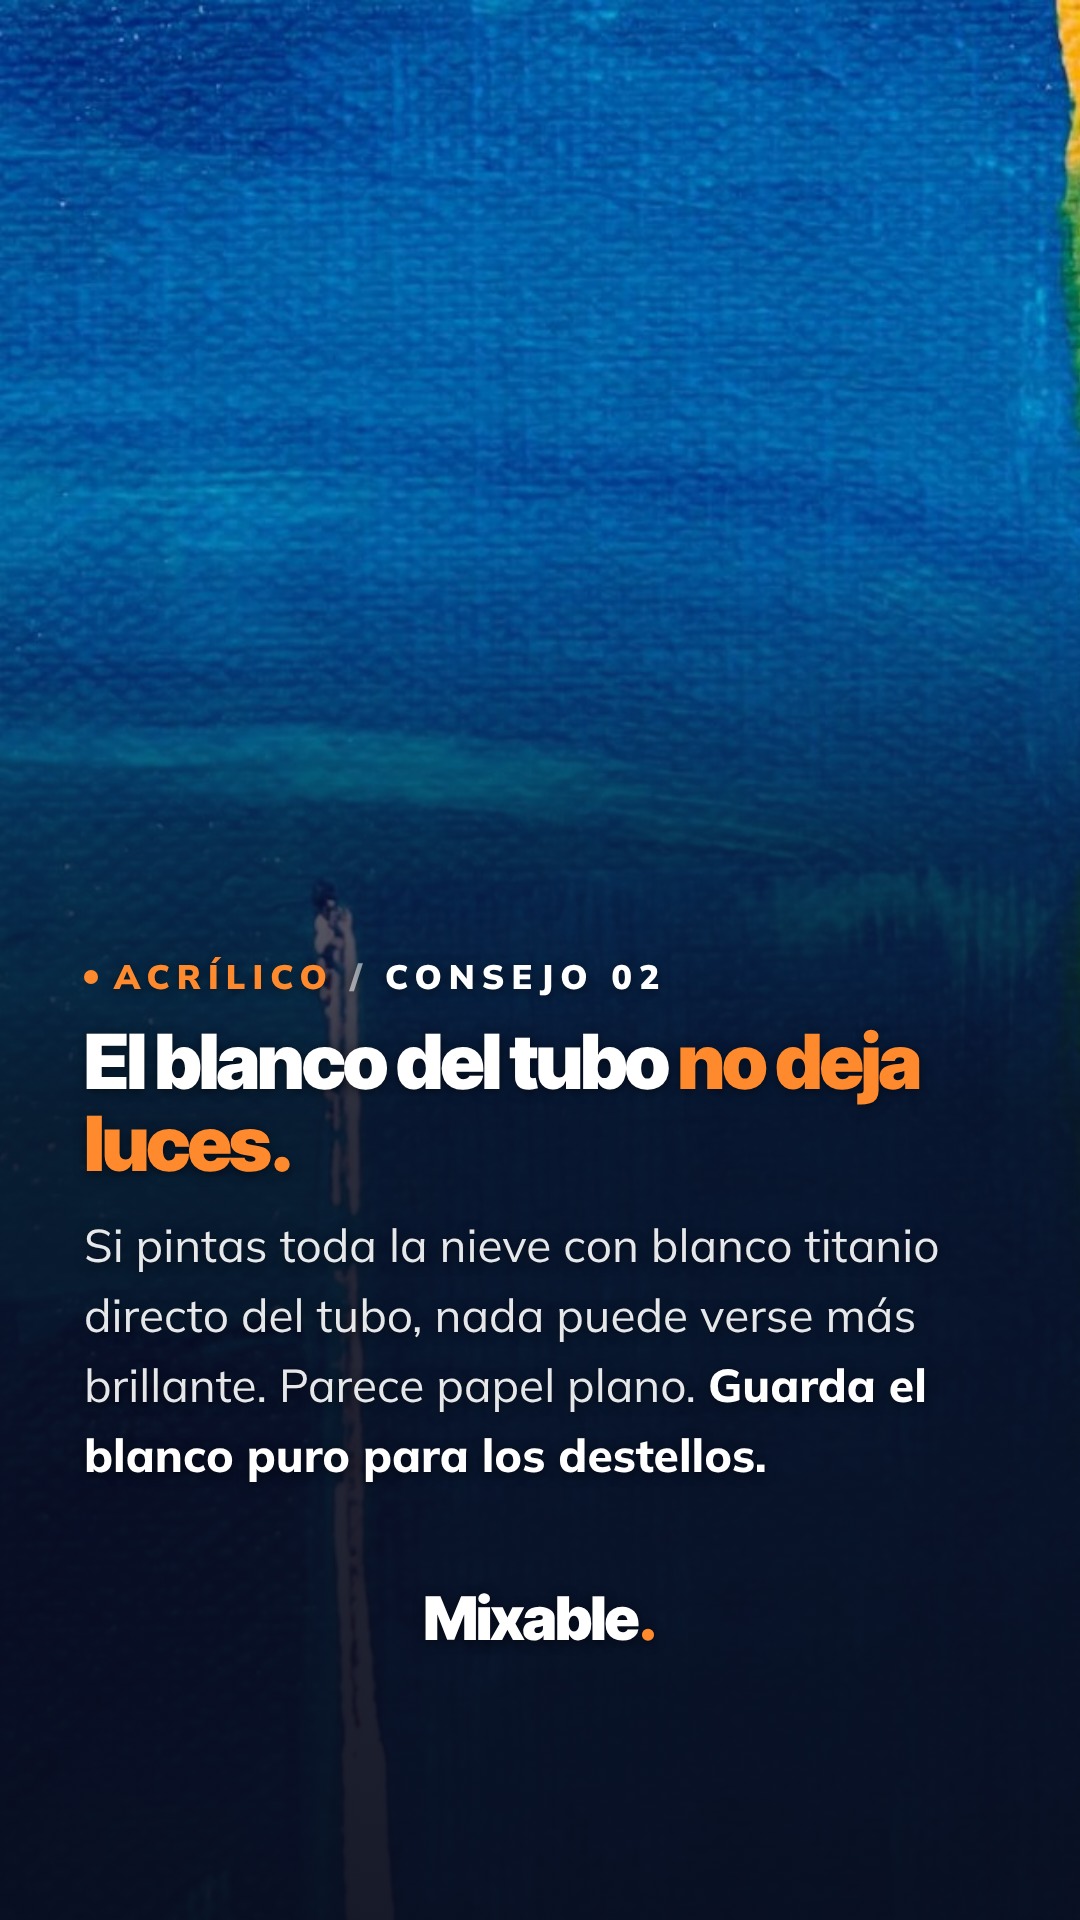 • ACRÍLICO / CONSEJO 02
El blanco del tubo no deja
luces.
Si pintas toda la nieve con blanco titanio
directo del tubo, nada puede verse más
brillante. Parece papel plano. Guarda el
blanco puro para los destellos.
Mixable.